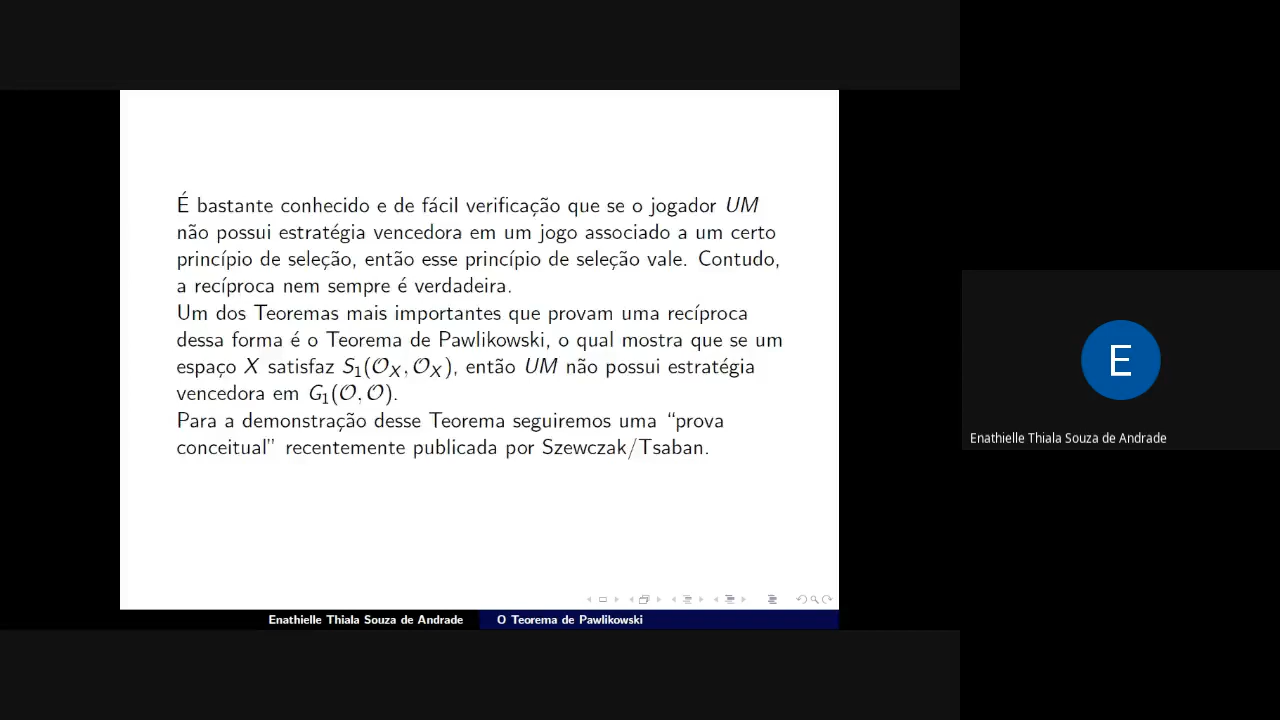 É bastante conhecido e de fácil verificação que se o jogador UM
não possui estratégia vencedora em um jogo associado a um certo
princípio de seleção, então esse princípio de seleção vale. Contudo,
a recíproca nem sempre é verdadeira.
Um dos Teoremas mais importantes que provam uma recíproca
dessa forma é o Teorema de Pawlikowski, o qual mostra que se um
espaço X satisfaz S₁(𝒪_X, 𝒪_X), então UM não possui estratégia
vencedora em G₁(𝒪, 𝒪).
Para a demonstração desse Teorema seguiremos uma “prova
conceitual” recentemente publicada por Szewczak/Tsaban.
Enathielle Thiala Souza de Andrade
O Teorema de Pawlikowski
E
Enathielle Thiala Souza de Andrade